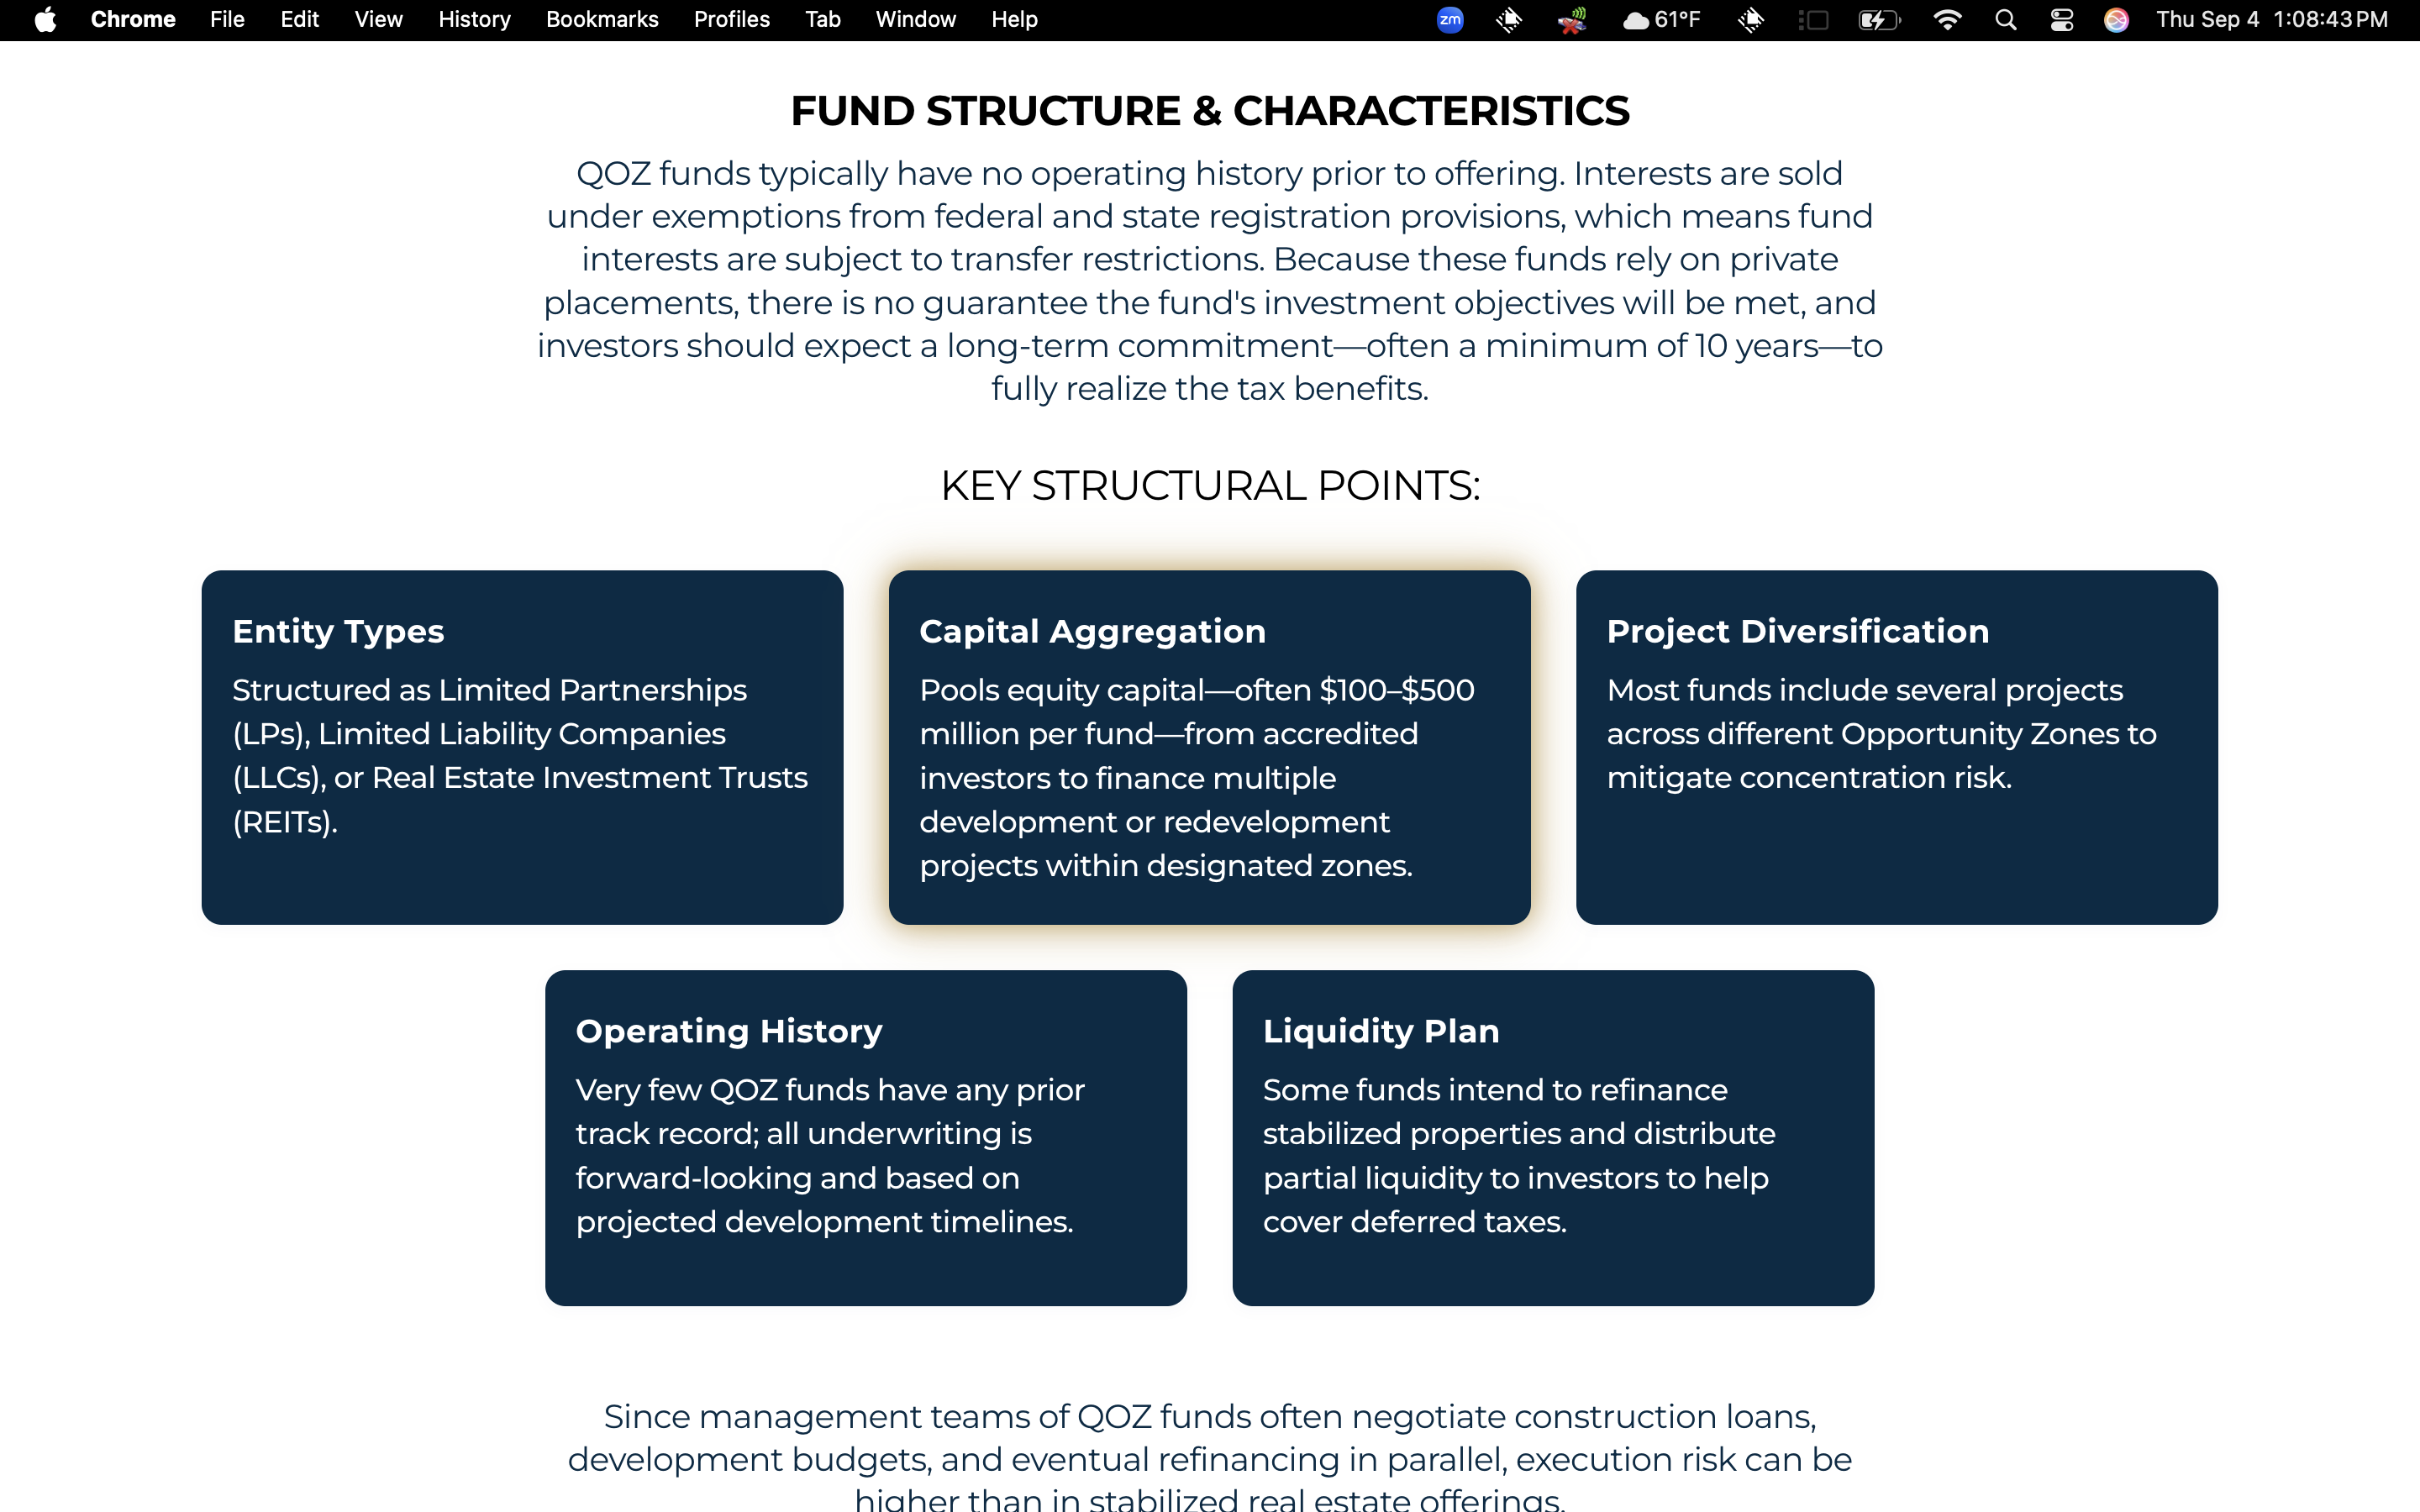 Chrome File Edit View History Bookmarks Profiles Tab Window Help zm 61°F Thu Sep 4 1:08:43 PM
FUND STRUCTURE & CHARACTERISTICS
QOZ funds typically have no operating history prior to offering. Interests are sold
under exemptions from federal and state registration provisions, which means fund
interests are subject to transfer restrictions. Because these funds rely on private
placements, there is no guarantee the fund's investment objectives will be met, and
investors should expect a long-term commitment—often a minimum of 10 years—to
fully realize the tax benefits.
KEY STRUCTURAL POINTS:
Entity Types
Structured as Limited Partnerships
(LPs), Limited Liability Companies
(LLCs), or Real Estate Investment Trusts
(REITs).
Capital Aggregation
Pools equity capital—often $100–$500
million per fund—from accredited
investors to finance multiple
development or redevelopment
projects within designated zones.
Project Diversification
Most funds include several projects
across different Opportunity Zones to
mitigate concentration risk.
Operating History
Very few QOZ funds have any prior
track record; all underwriting is
forward-looking and based on
projected development timelines.
Liquidity Plan
Some funds intend to refinance
stabilized properties and distribute
partial liquidity to investors to help
cover deferred taxes.
Since management teams of QOZ funds often negotiate construction loans,
development budgets, and eventual refinancing in parallel, execution risk can be
higher than in stabilized real estate offerings.